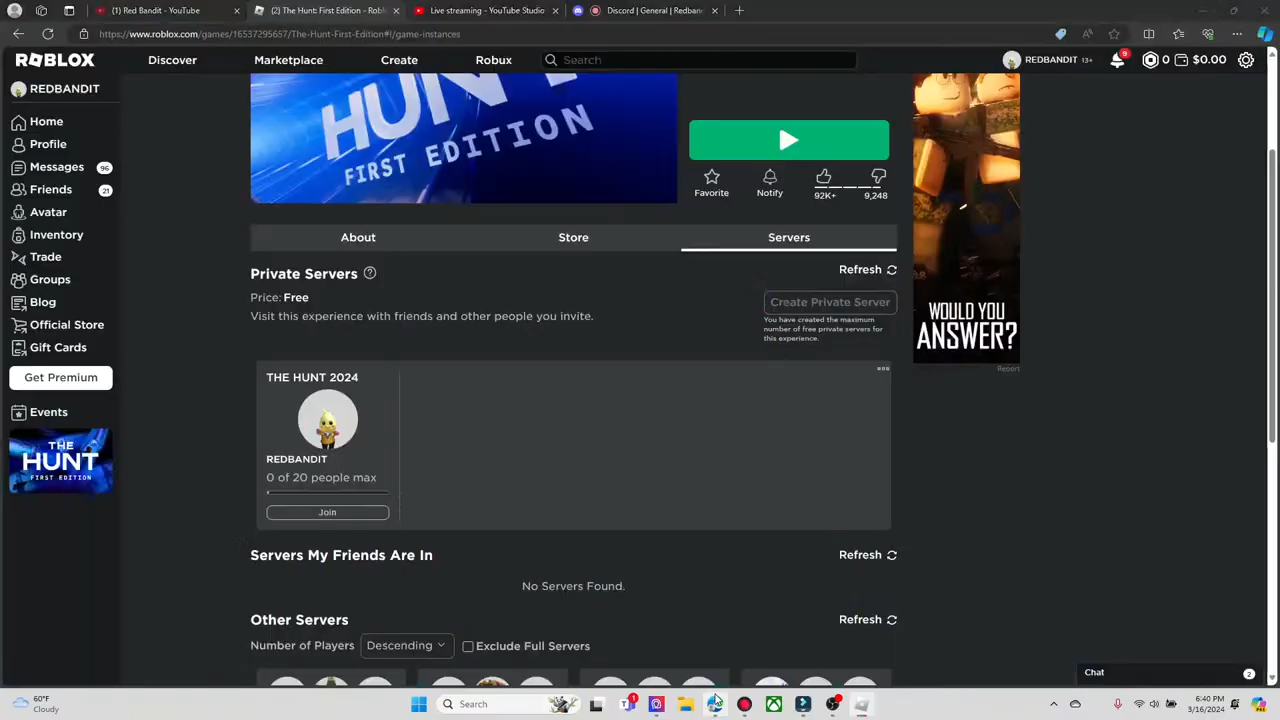 (1) Red Bandit - YouTube
(2) The Hunt: First Edition - Robl
Live streaming - YouTube Studio
Discord | General | Redban
https://www.roblox.com/games/16537295657/The-Hunt-First-Edition#!/game-instances
ROBLOX
Discover
Marketplace
Create
Robux
Search
REDBANDIT 13+
9
0
$0.00
REDBANDIT
Home
Profile
Messages 96
Friends 21
Avatar
Inventory
Trade
Groups
Blog
Official Store
Gift Cards
Get Premium
Events
THE
HUNT
FIRST EDITION
HUNT
FIRST EDITION
Favorite
Notify
92K+
9,248
About
Store
Servers
Private Servers
Refresh
Price: Free
Visit this experience with friends and other people you invite.
Create Private Server
You have created the maximum
number of free private servers for
this experience.
THE HUNT 2024
REDBANDIT
0 of 20 people max
Join
Servers My Friends Are In
Refresh
No Servers Found.
Other Servers
Refresh
Number of Players
Descending
Exclude Full Servers
WOULD YOU
ANSWER?
Report
Chat
2
60°F
Cloudy
Search
1
6:40 PM
3/16/2024